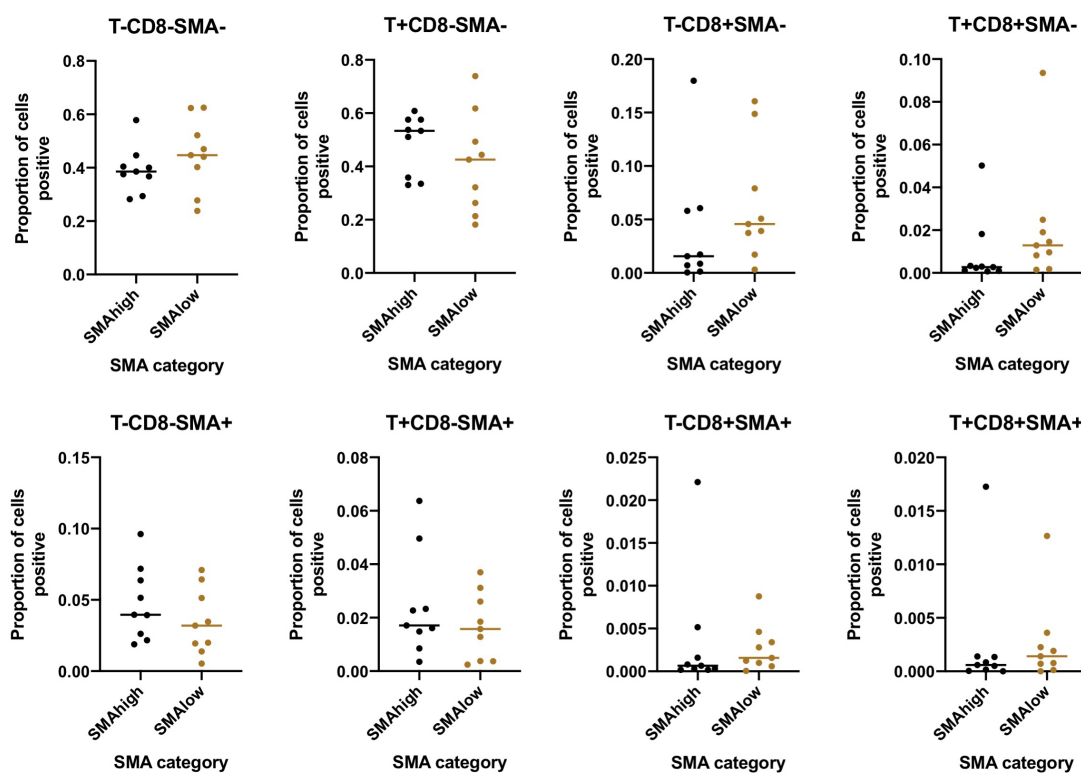 T-CD8-SMA-
Proportion of cells
positive
0.8
0.6
0.4
0.2
0.0
SMAhigh
SMAlow
SMA category
T+CD8-SMA-
Proportion of cells
positive
0.8
0.6
0.4
0.2
0.0
SMAhigh
SMAlow
SMA category
T-CD8+SMA-
Proportion of cells
positive
0.20
0.15
0.10
0.05
0.00
SMAhigh
SMAlow
SMA category
T+CD8+SMA-
Proportion of cells
positive
0.10
0.08
0.06
0.04
0.02
0.00
SMAhigh
SMAlow
SMA category
T-CD8-SMA+
Proportion of cells
positive
0.15
0.10
0.05
0.00
SMAhigh
SMAlow
SMA category
T+CD8-SMA+
Proportion of cells
positive
0.08
0.06
0.04
0.02
0.00
SMAhigh
SMAlow
SMA category
T-CD8+SMA+
Proportion of cells
positive
0.025
0.020
0.015
0.010
0.005
0.000
SMAhigh
SMAlow
SMA category
T+CD8+SMA+
Proportion of cells
positive
0.020
0.015
0.010
0.005
0.000
SMAhigh
SMAlow
SMA category